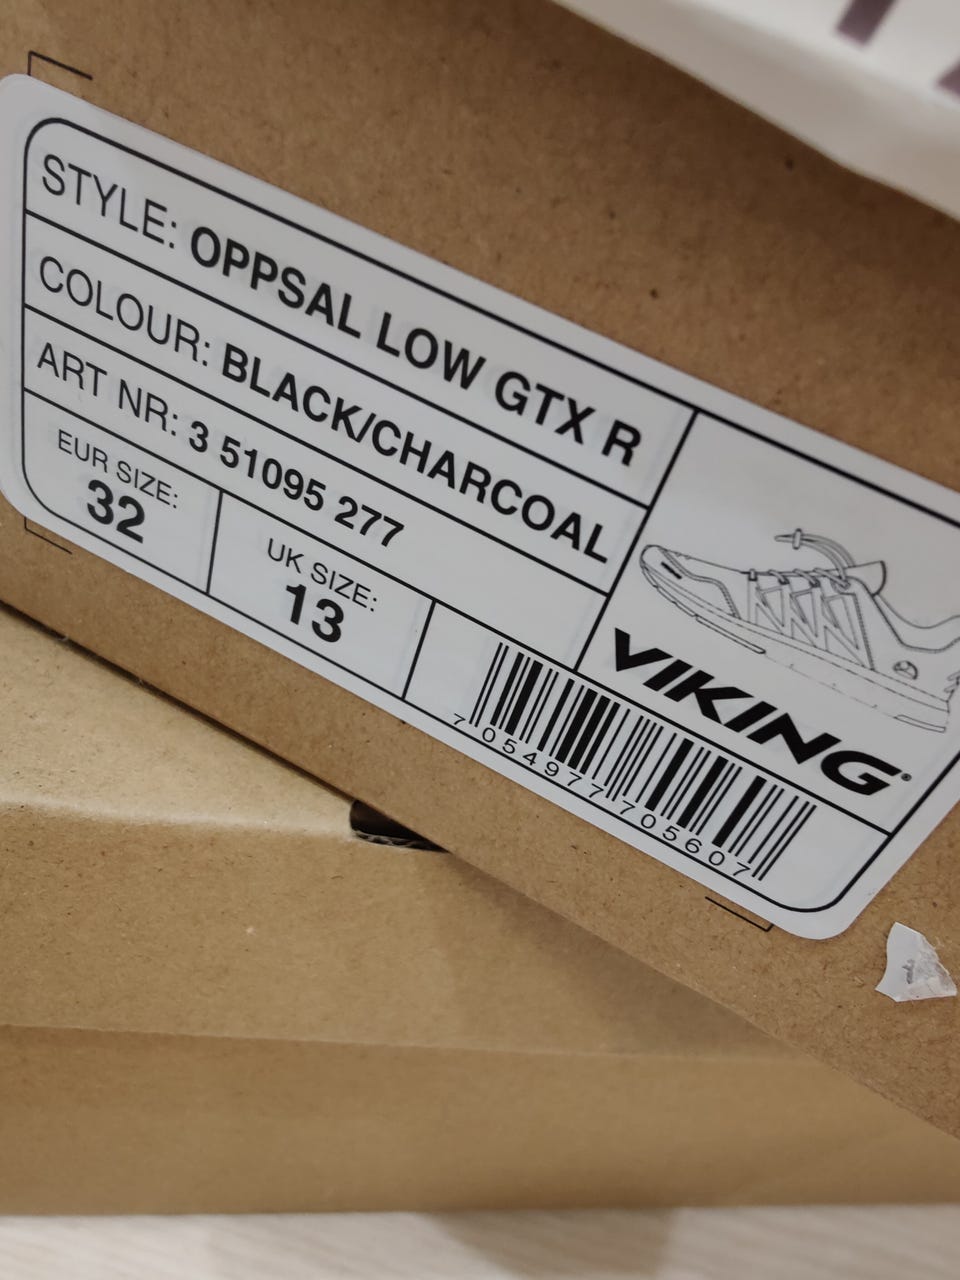 STYLE: OPPSAL LOW GTX R
COLOUR: BLACK/CHARCOAL
ART NR: 3 51095 277
EUR SIZE:
32
UK SIZE:
13
7 054977 705607
VIKING®